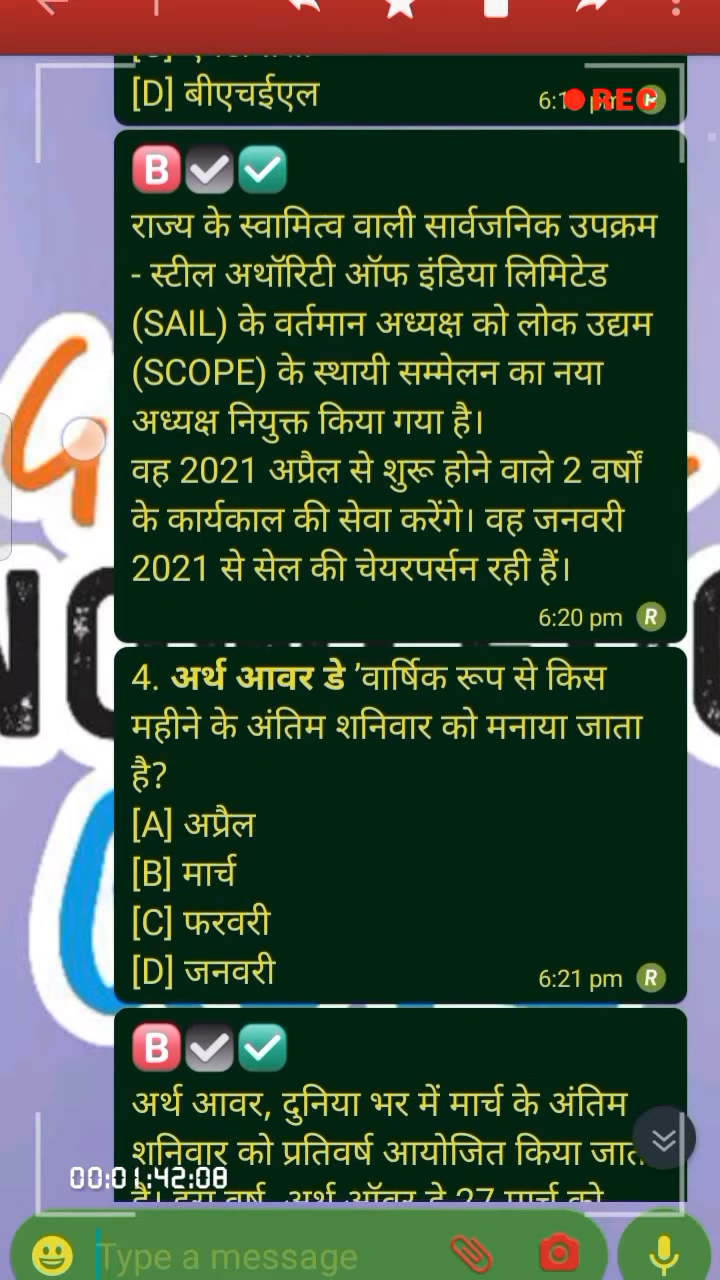 [D] बीएचईएल
REC
B
राज्य के स्वामित्व वाली सार्वजनिक उपक्रम
- स्टील अथॉरिटी ऑफ इंडिया लिमिटेड
(SAIL) के वर्तमान अध्यक्ष को लोक उद्यम
(SCOPE) के स्थायी सम्मेलन का नया
अध्यक्ष नियुक्त किया गया है।
वह 2021 अप्रैल से शुरू होने वाले 2 वर्षों
के कार्यकाल की सेवा करेंगे। वह जनवरी
2021 से सेल की चेयरपर्सन रही हैं।
6:20 pm R
4. अर्थ आवर डे ’वार्षिक रूप से किस
महीने के अंतिम शनिवार को मनाया जाता
है?
[A] अप्रैल
[B] मार्च
[C] फरवरी
[D] जनवरी
6:21 pm R
B
अर्थ आवर, दुनिया भर में मार्च के अंतिम
शनिवार को प्रतिवर्ष आयोजित किया
00:01:42:08
Type a message